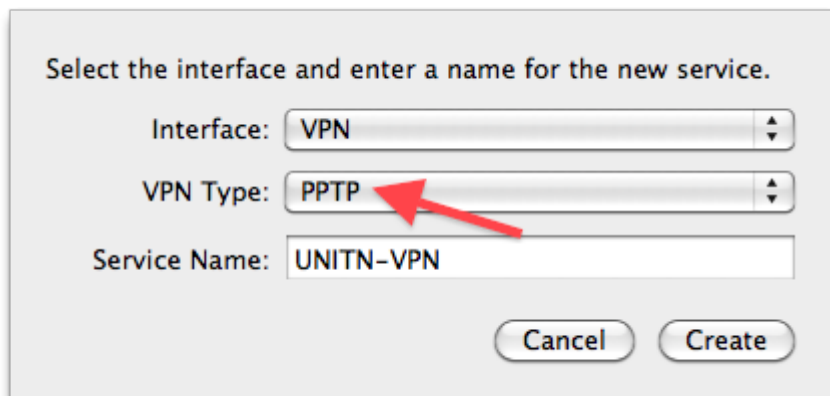 Select the interface and enter a name for the new service.
Interface: VPN
VPN Type: PPTP
Service Name: UNITN-VPN
Cancel Create